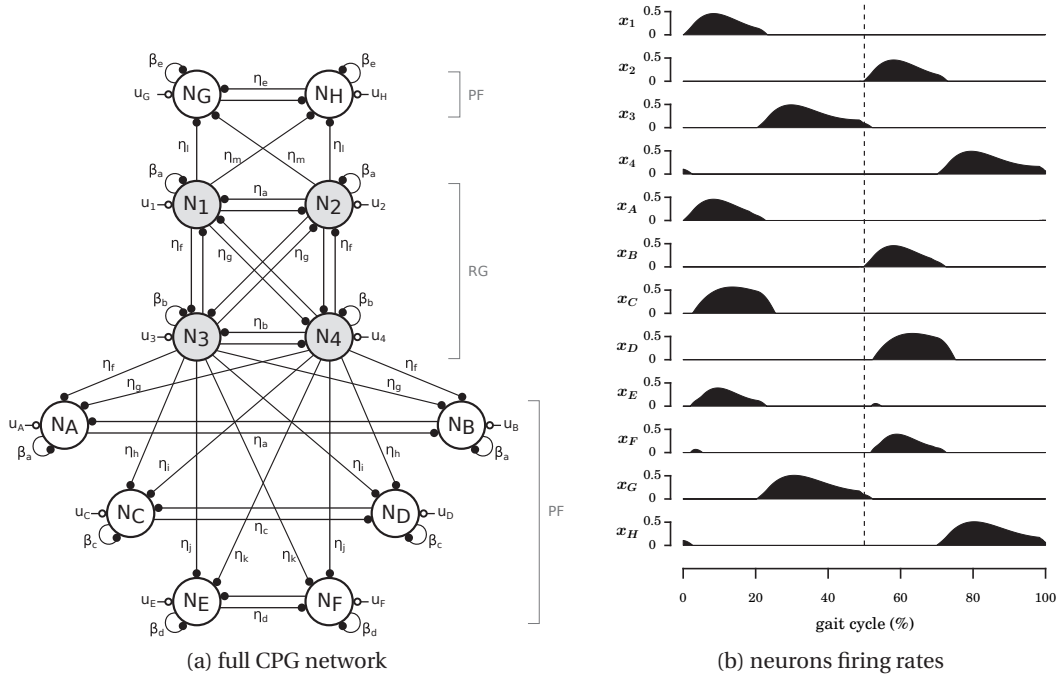 βe ηe βe
uG NG NH uH PF
ηl ηm ηm ηl
βa ηa βa
u1 N1 N2 u2
ηf ηg ηg ηf RG
βb ηb βb
u3 N3 N4 u4
ηf ηg ηg ηf
uA NA NB uB
βa ηa βa
ηh ηi ηi ηh
uC NC ND uD PF
βc ηc βc
ηj ηk ηk ηj
uE NE NF uF
βd ηd βd
(a) full CPG network
x1 0.5 0
x2 0.5 0
x3 0.5 0
x4 0.5 0
xA 0.5 0
xB 0.5 0
xC 0.5 0
xD 0.5 0
xE 0.5 0
xF 0.5 0
xG 0.5 0
xH 0.5 0
0 20 40 60 80 100
gait cycle (%)
(b) neurons firing rates